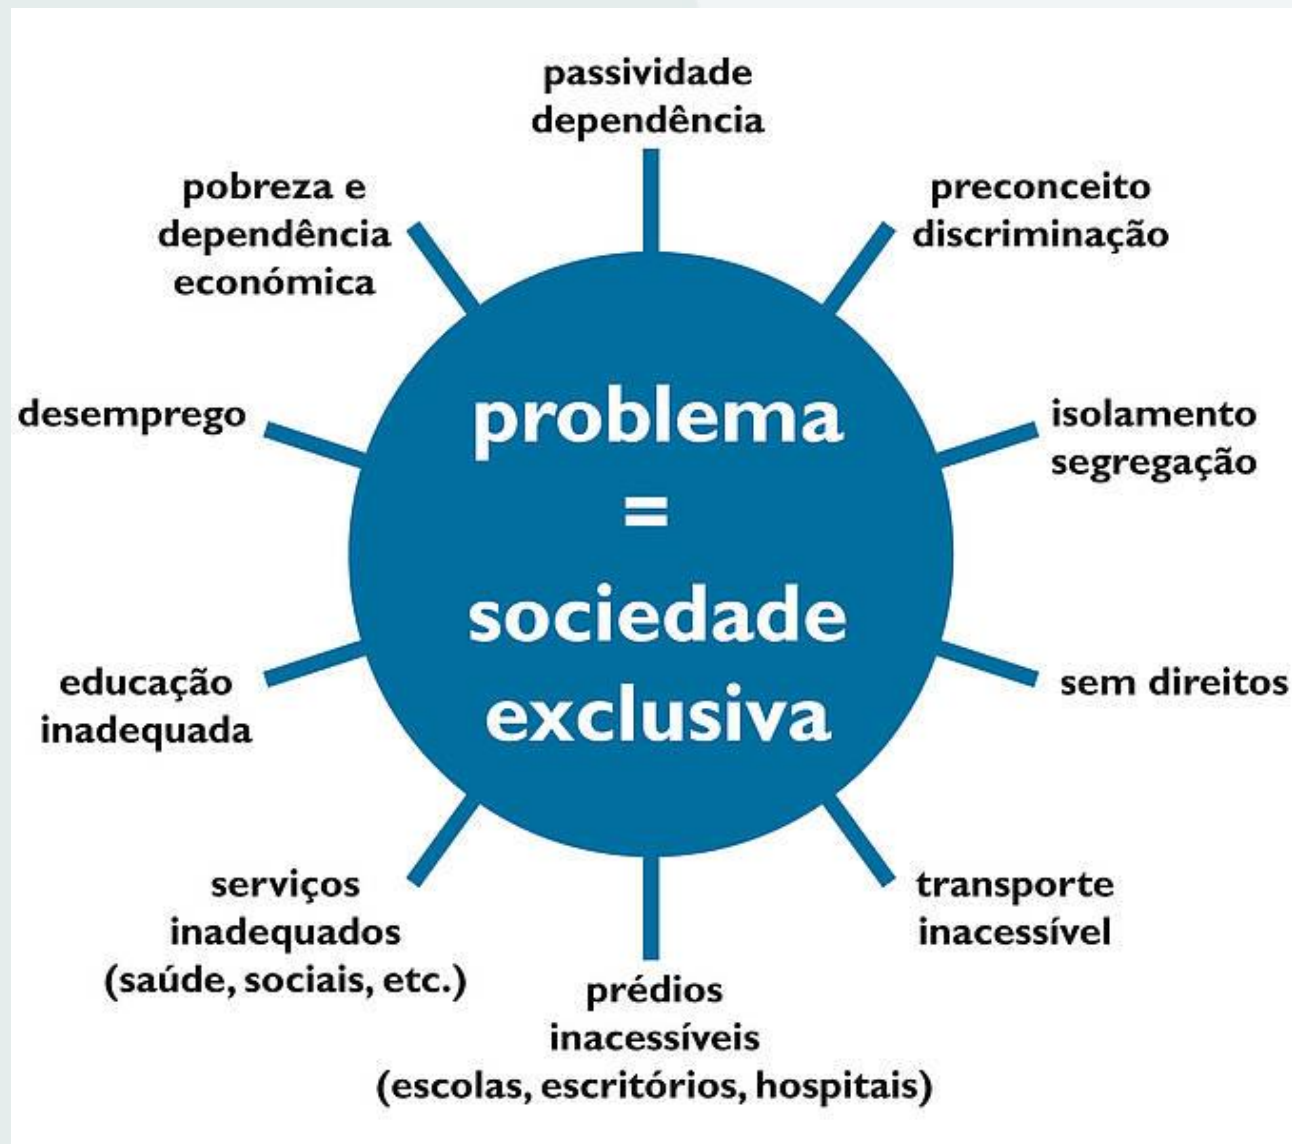 problema
=
sociedade
exclusiva
passividade
dependência
preconceito
discriminação
isolamento
segregação
sem direitos
transporte
inacessível
prédios
inacessíveis
(escolas, escritórios, hospitais)
serviços
inadequados
(saúde, sociais, etc.)
educação
inadequada
desemprego
pobreza e
dependência
económica